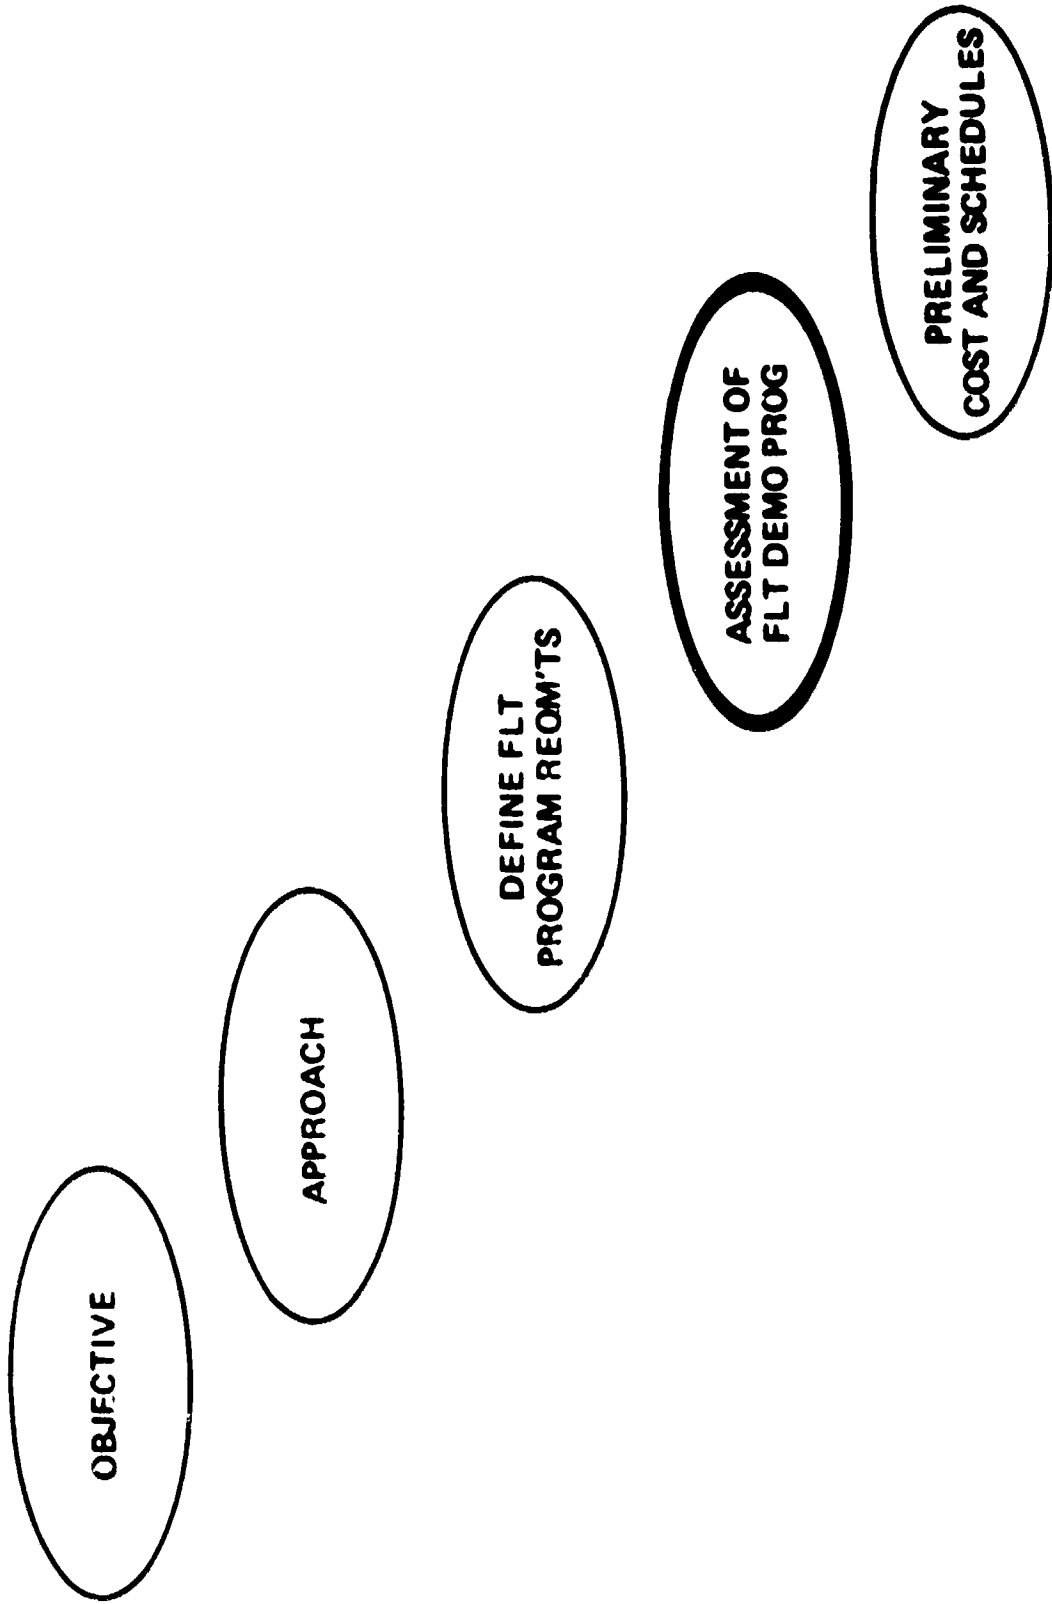 OBJECTIVE
APPROACH
DEFINE FLT
PROGRAM REQM'TS
ASSESSMENT OF
FLT DEMO PROG
PRELIMINARY
COST AND SCHEDULES